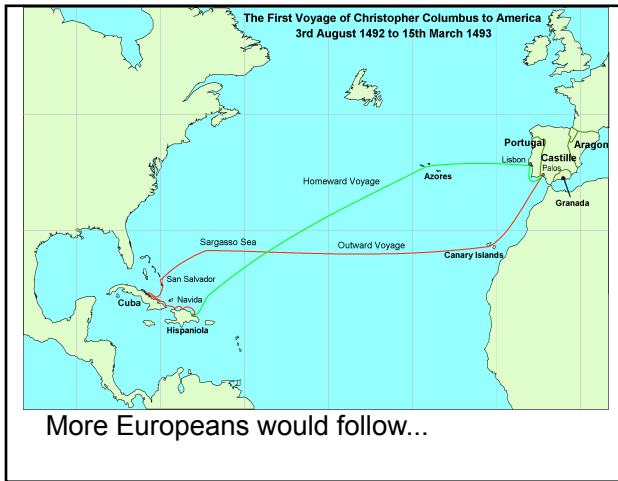 The First Voyage of Christopher Columbus to America
3rd August 1492 to 15th March 1493
Portugal
Aragon
Lisbon
Castille
Palos
Azores
Homeward Voyage
Granada
Sargasso Sea
Outward Voyage
Canary Islands
San Salvador
Navida
Cuba
Hispaniola
More Europeans would follow...